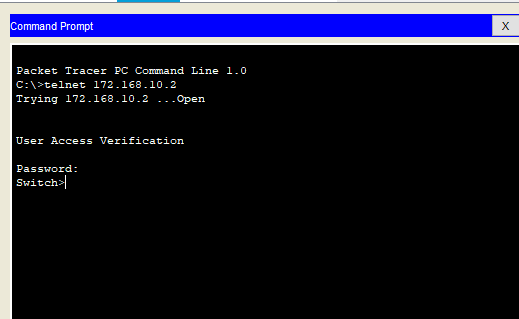 Command Prompt
X
Packet Tracer PC Command Line 1.0
C:\>telnet 172.168.10.2
Trying 172.168.10.2 ...Open
User Access Verification
Password:
Switch>